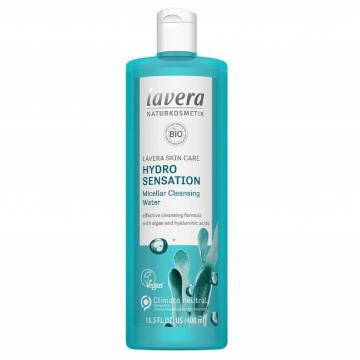 lavera
NATURKOSMETIK
BIO
LAVERA SKIN CARE
HYDRO
SENSATION
Micellar Cleansing
Water
effective cleansing formula
with algae and hyaluronic acids
Vegan
Climate neutral
13.5 FL.OZ. US (400 ml)